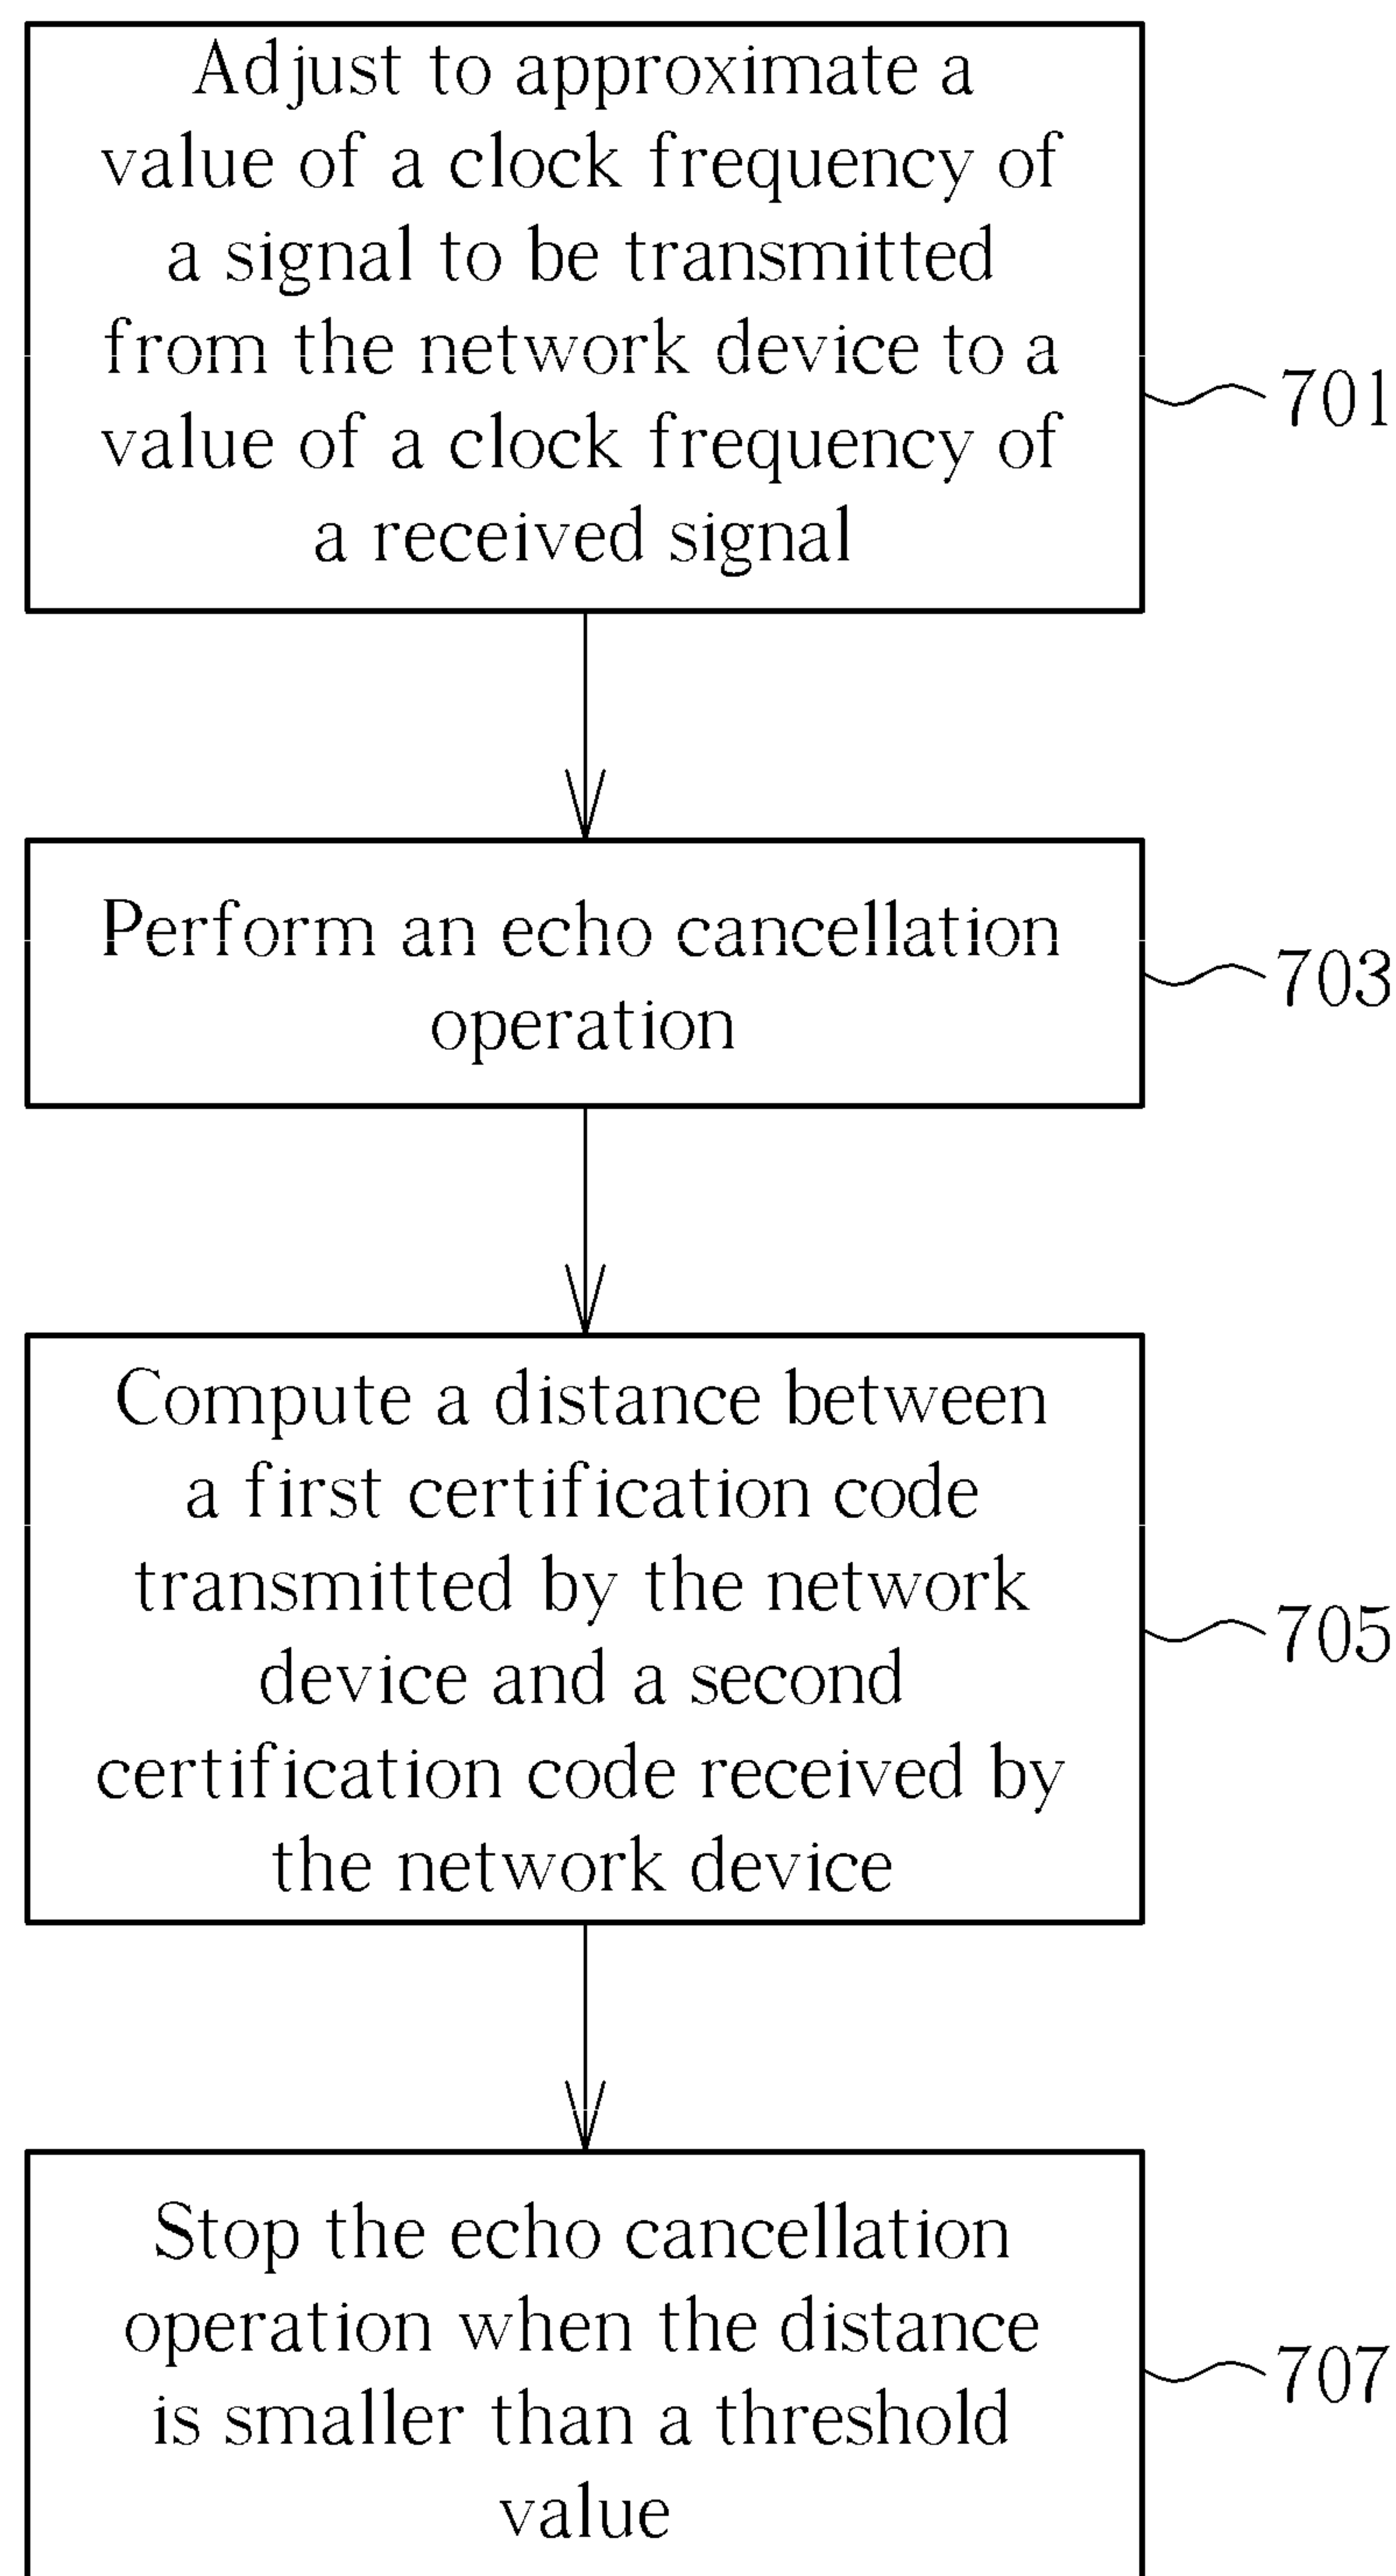 Adjust to approximate a
value of a clock frequency of
a signal to be transmitted
from the network device to a
value of a clock frequency of
a received signal
701
Perform an echo cancellation
operation
703
Compute a distance between
a first certification code
transmitted by the network
device and a second
certification code received by
the network device
705
Stop the echo cancellation
operation when the distance
is smaller than a threshold
value
707